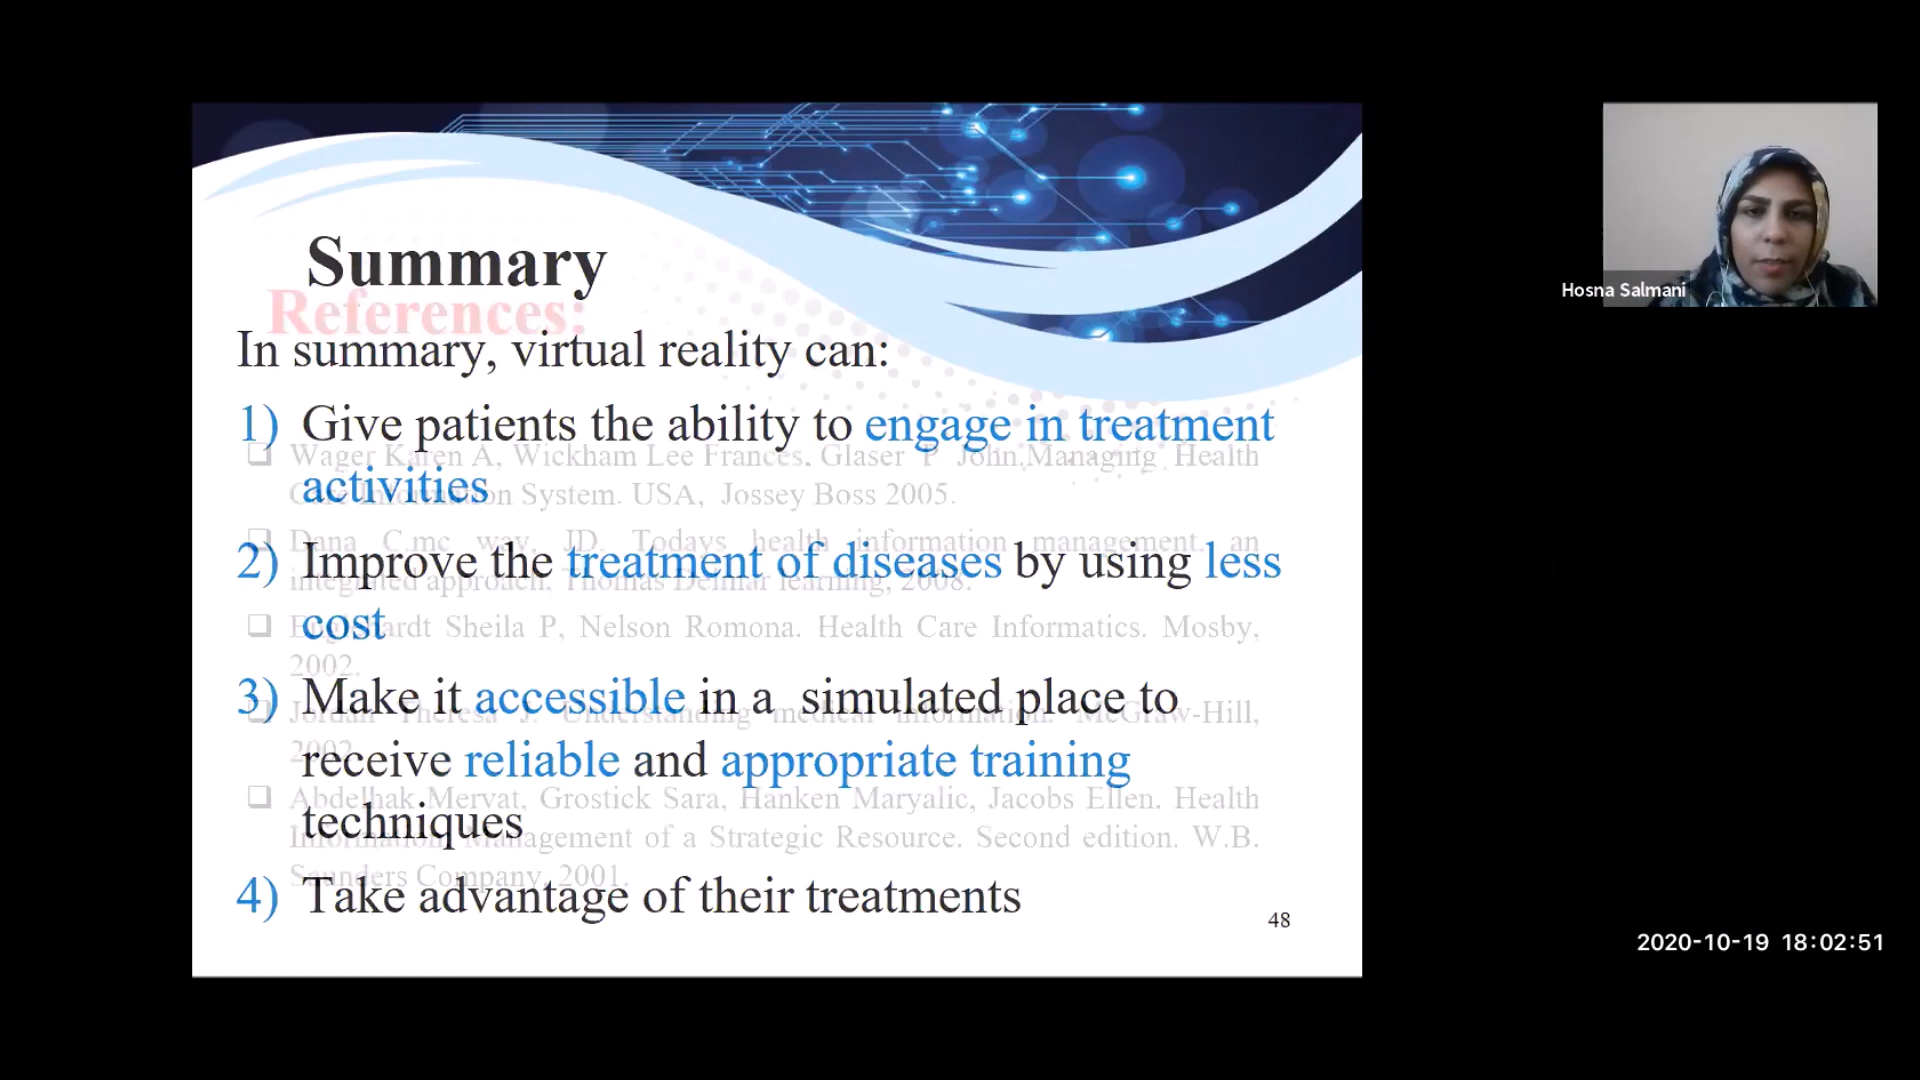 Summary
References:
In summary, virtual reality can:
1) Give patients the ability to engage in treatment
activities
2) Improve the treatment of diseases by using less
cost
3) Make it accessible in a simulated place to
receive reliable and appropriate training
techniques
4) Take advantage of their treatments
Wager Karen A, Wickham Lee Frances, Glaser P John.Managing Health
Care Information System. USA, Jossey Boss 2005.
Dana C.mc way, JD. Todays health information management. an
integrated approach. Thomas Delmar learning, 2008.
Sheila P, Nelson Romona. Health Care Informatics. Mosby,
2002.
Jordan Theresa J. Understanding medical information. McGraw-Hill,
2002
Abdelhak Mervat, Grostick Sara, Hanken Maryalic, Jacobs Ellen. Health
Information Management of a Strategic Resource. Second edition. W.B.
Saunders Company, 2001.
48
Hosna Salmani
2020-10-19 18:02:51